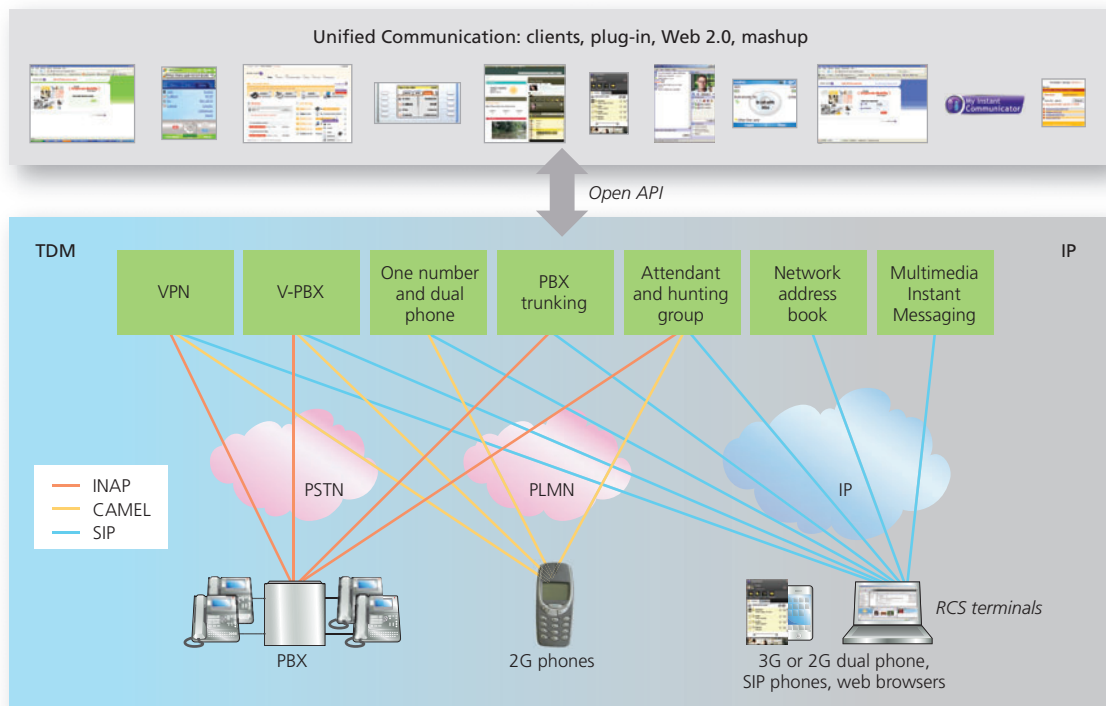 Unified Communication: clients, plug-in, Web 2.0, mashup
My Instant
Communicator
Open API
TDM
IP
VPN
V-PBX
One number
and dual
phone
PBX
trunking
Attendant
and hunting
group
Network
address
book
Multimedia
Instant
Messaging
INAP
CAMEL
SIP
PSTN
PLMN
IP
PBX
2G phones
RCS terminals
3G or 2G dual phone,
SIP phones, web browsers